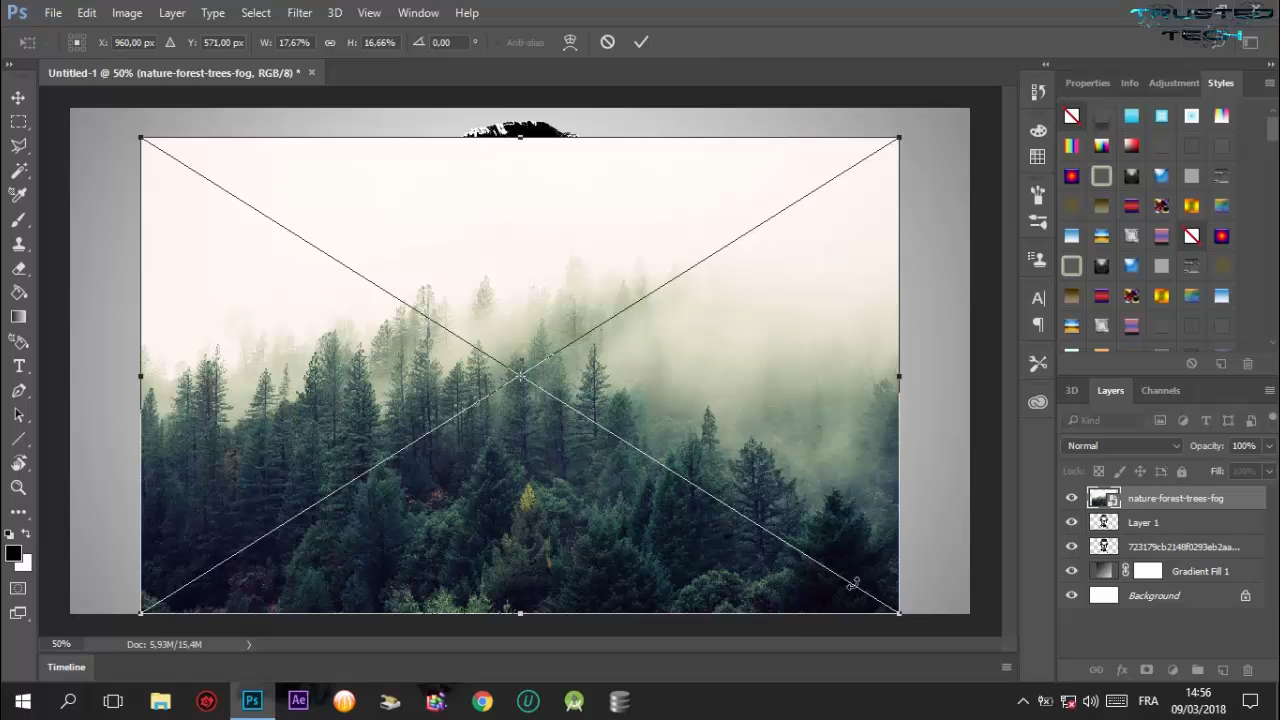 Ps File Edit Image Layer Type Select Filter 3D View Window Help
TRUSTED
TECH
X: 960,00 px Y: 571,00 px W: 17,67% H: 16,66% 0,00 ° Anti-alias
Untitled-1 @ 50% (nature-forest-trees-fog, RGB/8) * ×
Properties Info Adjustment Styles
3D Layers Channels
Kind
Normal Opacity: 100%
Lock: Fill: 100%
nature-forest-trees-fog
Layer 1
723179cb2148f0293eb2aa...
Gradient Fill 1
Background
50% Doc: 5,93M/15,4M
Timeline
Ps Ae FRA 14:56
09/03/2018